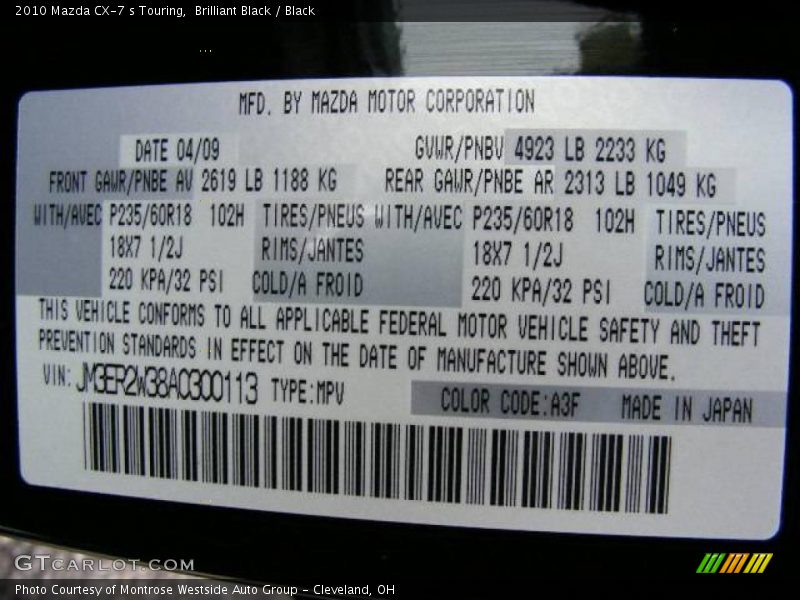 2010 Mazda CX-7 s Touring,  Brilliant Black / Black
...
MFD. BY MAZDA MOTOR CORPORATION
DATE 04/09 GVWR/PNBV 4923 LB 2233 KG
FRONT GAWR/PNBE AV 2619 LB 1188 KG REAR GAWR/PNBE AR 2313 LB 1049 KG
WITH/AVEC P235/60R18 102H TIRES/PNEUS WITH/AVEC P235/60R18 102H TIRES/PNEUS
18X7 1/2J RIMS/JANTES 18X7 1/2J RIMS/JANTES
220 KPA/32 PSI COLD/A FROID 220 KPA/32 PSI COLD/A FROID
THIS VEHICLE CONFORMS TO ALL APPLICABLE FEDERAL MOTOR VEHICLE SAFETY AND THEFT
PREVENTION STANDARDS IN EFFECT ON THE DATE OF MANUFACTURE SHOWN ABOVE.
VIN: JM3ER2W38A0300113 TYPE:MPV COLOR CODE:A3F MADE IN JAPAN
GTCARLOT.COM
Photo Courtesy of Montrose Westside Auto Group - Cleveland, OH